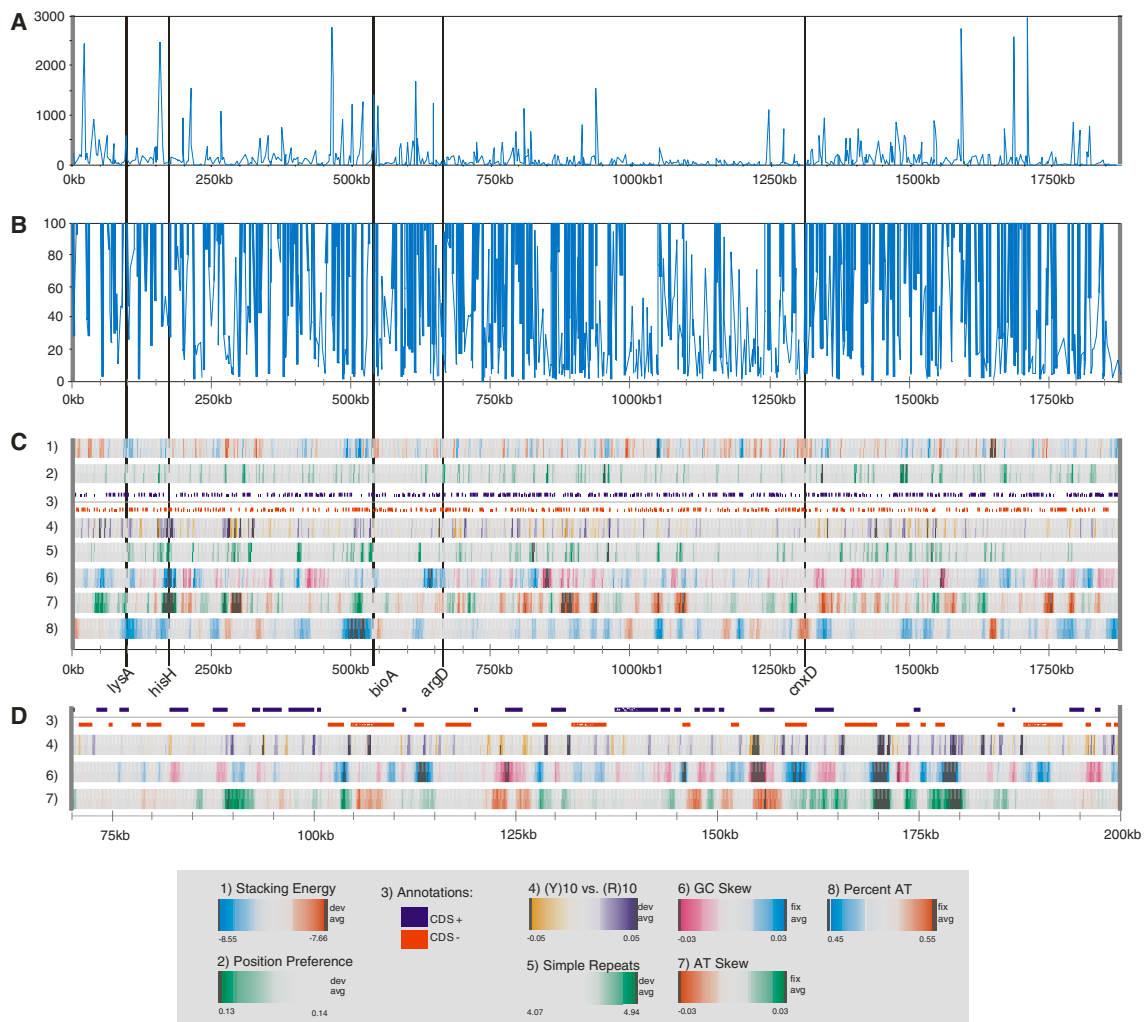 A
3000
2000
1000
0
0kb
250kb
500kb
750kb
1000kb1
1250kb
1500kb
1750kb
B
100
80
60
40
20
0
0kb
250kb
500kb
750kb
1000kb1
1250kb
1500kb
1750kb
C
1)
2)
3)
4)
5)
6)
7)
8)
0kb
250kb
500kb
750kb
1000kb1
1250kb
1500kb
1750kb
lysA
hisH
bioA
argD
cnxD
D
3)
4)
6)
7)
75kb
100kb
125kb
150kb
175kb
200kb
1) Stacking Energy
dev
avg
-8.55
-7.66
3) Annotations:
CDS +
CDS -
4) (Y)10 vs. (R)10
dev
avg
-0.05
0.05
6) GC Skew
fix
avg
-0.03
0.03
8) Percent AT
fix
avg
0.45
0.55
2) Position Preference
dev
avg
0.13
0.14
5) Simple Repeats
dev
avg
4.07
4.94
7) AT Skew
fix
avg
-0.03
0.03